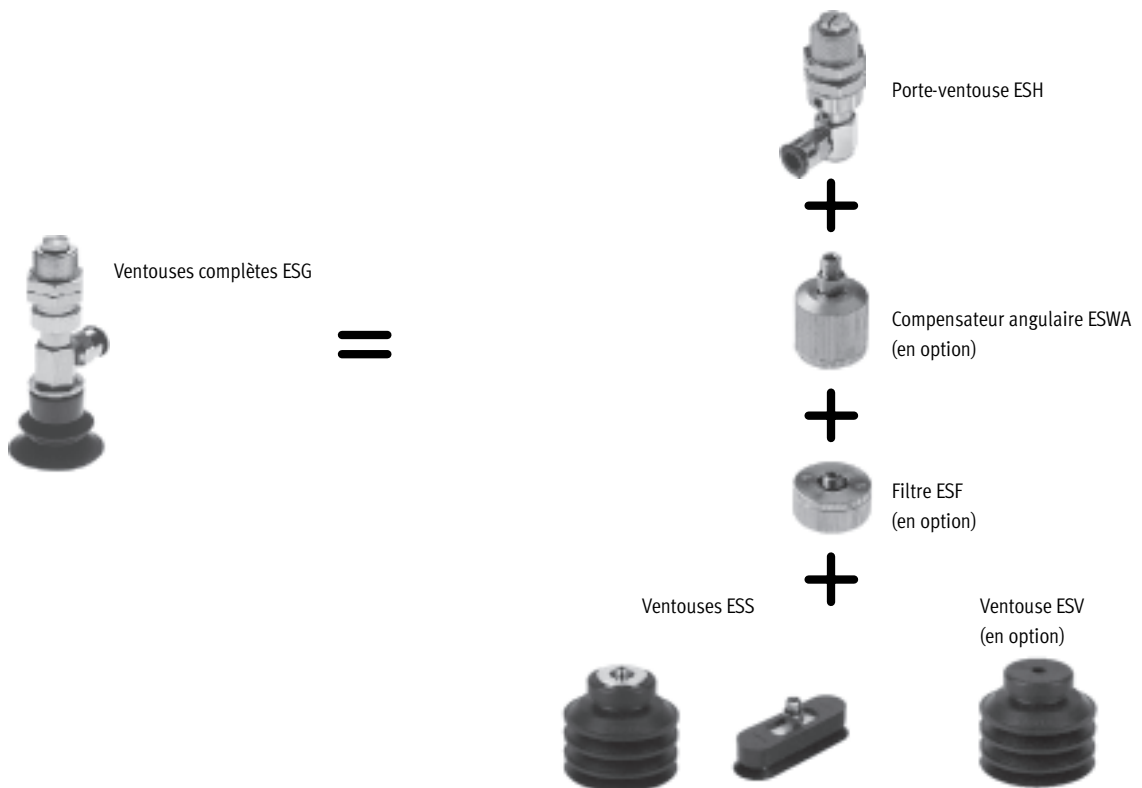 Porte-ventouse ESH
Ventouses complètes ESG
Compensateur angulaire ESWA
(en option)
Filtre ESF
(en option)
Ventouses ESS
Ventouse ESV
(en option)